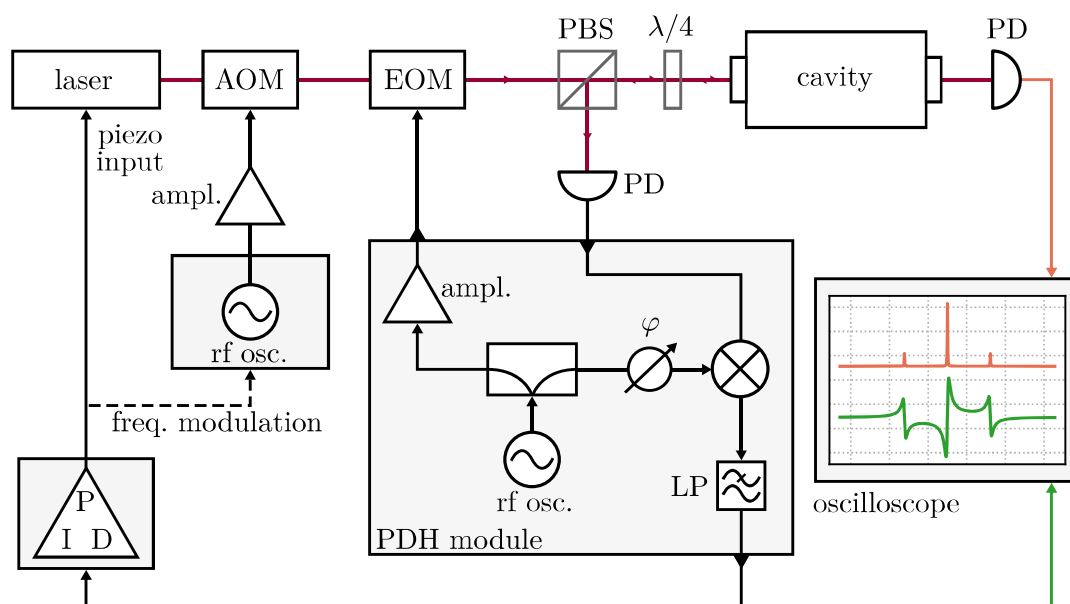 PBS
λ/4
PD
laser
AOM
EOM
cavity
piezo
input
PD
ampl.
ampl.
φ
rf osc.
freq. modulation
P
I D
rf osc.
LP
PDH module
oscilloscope